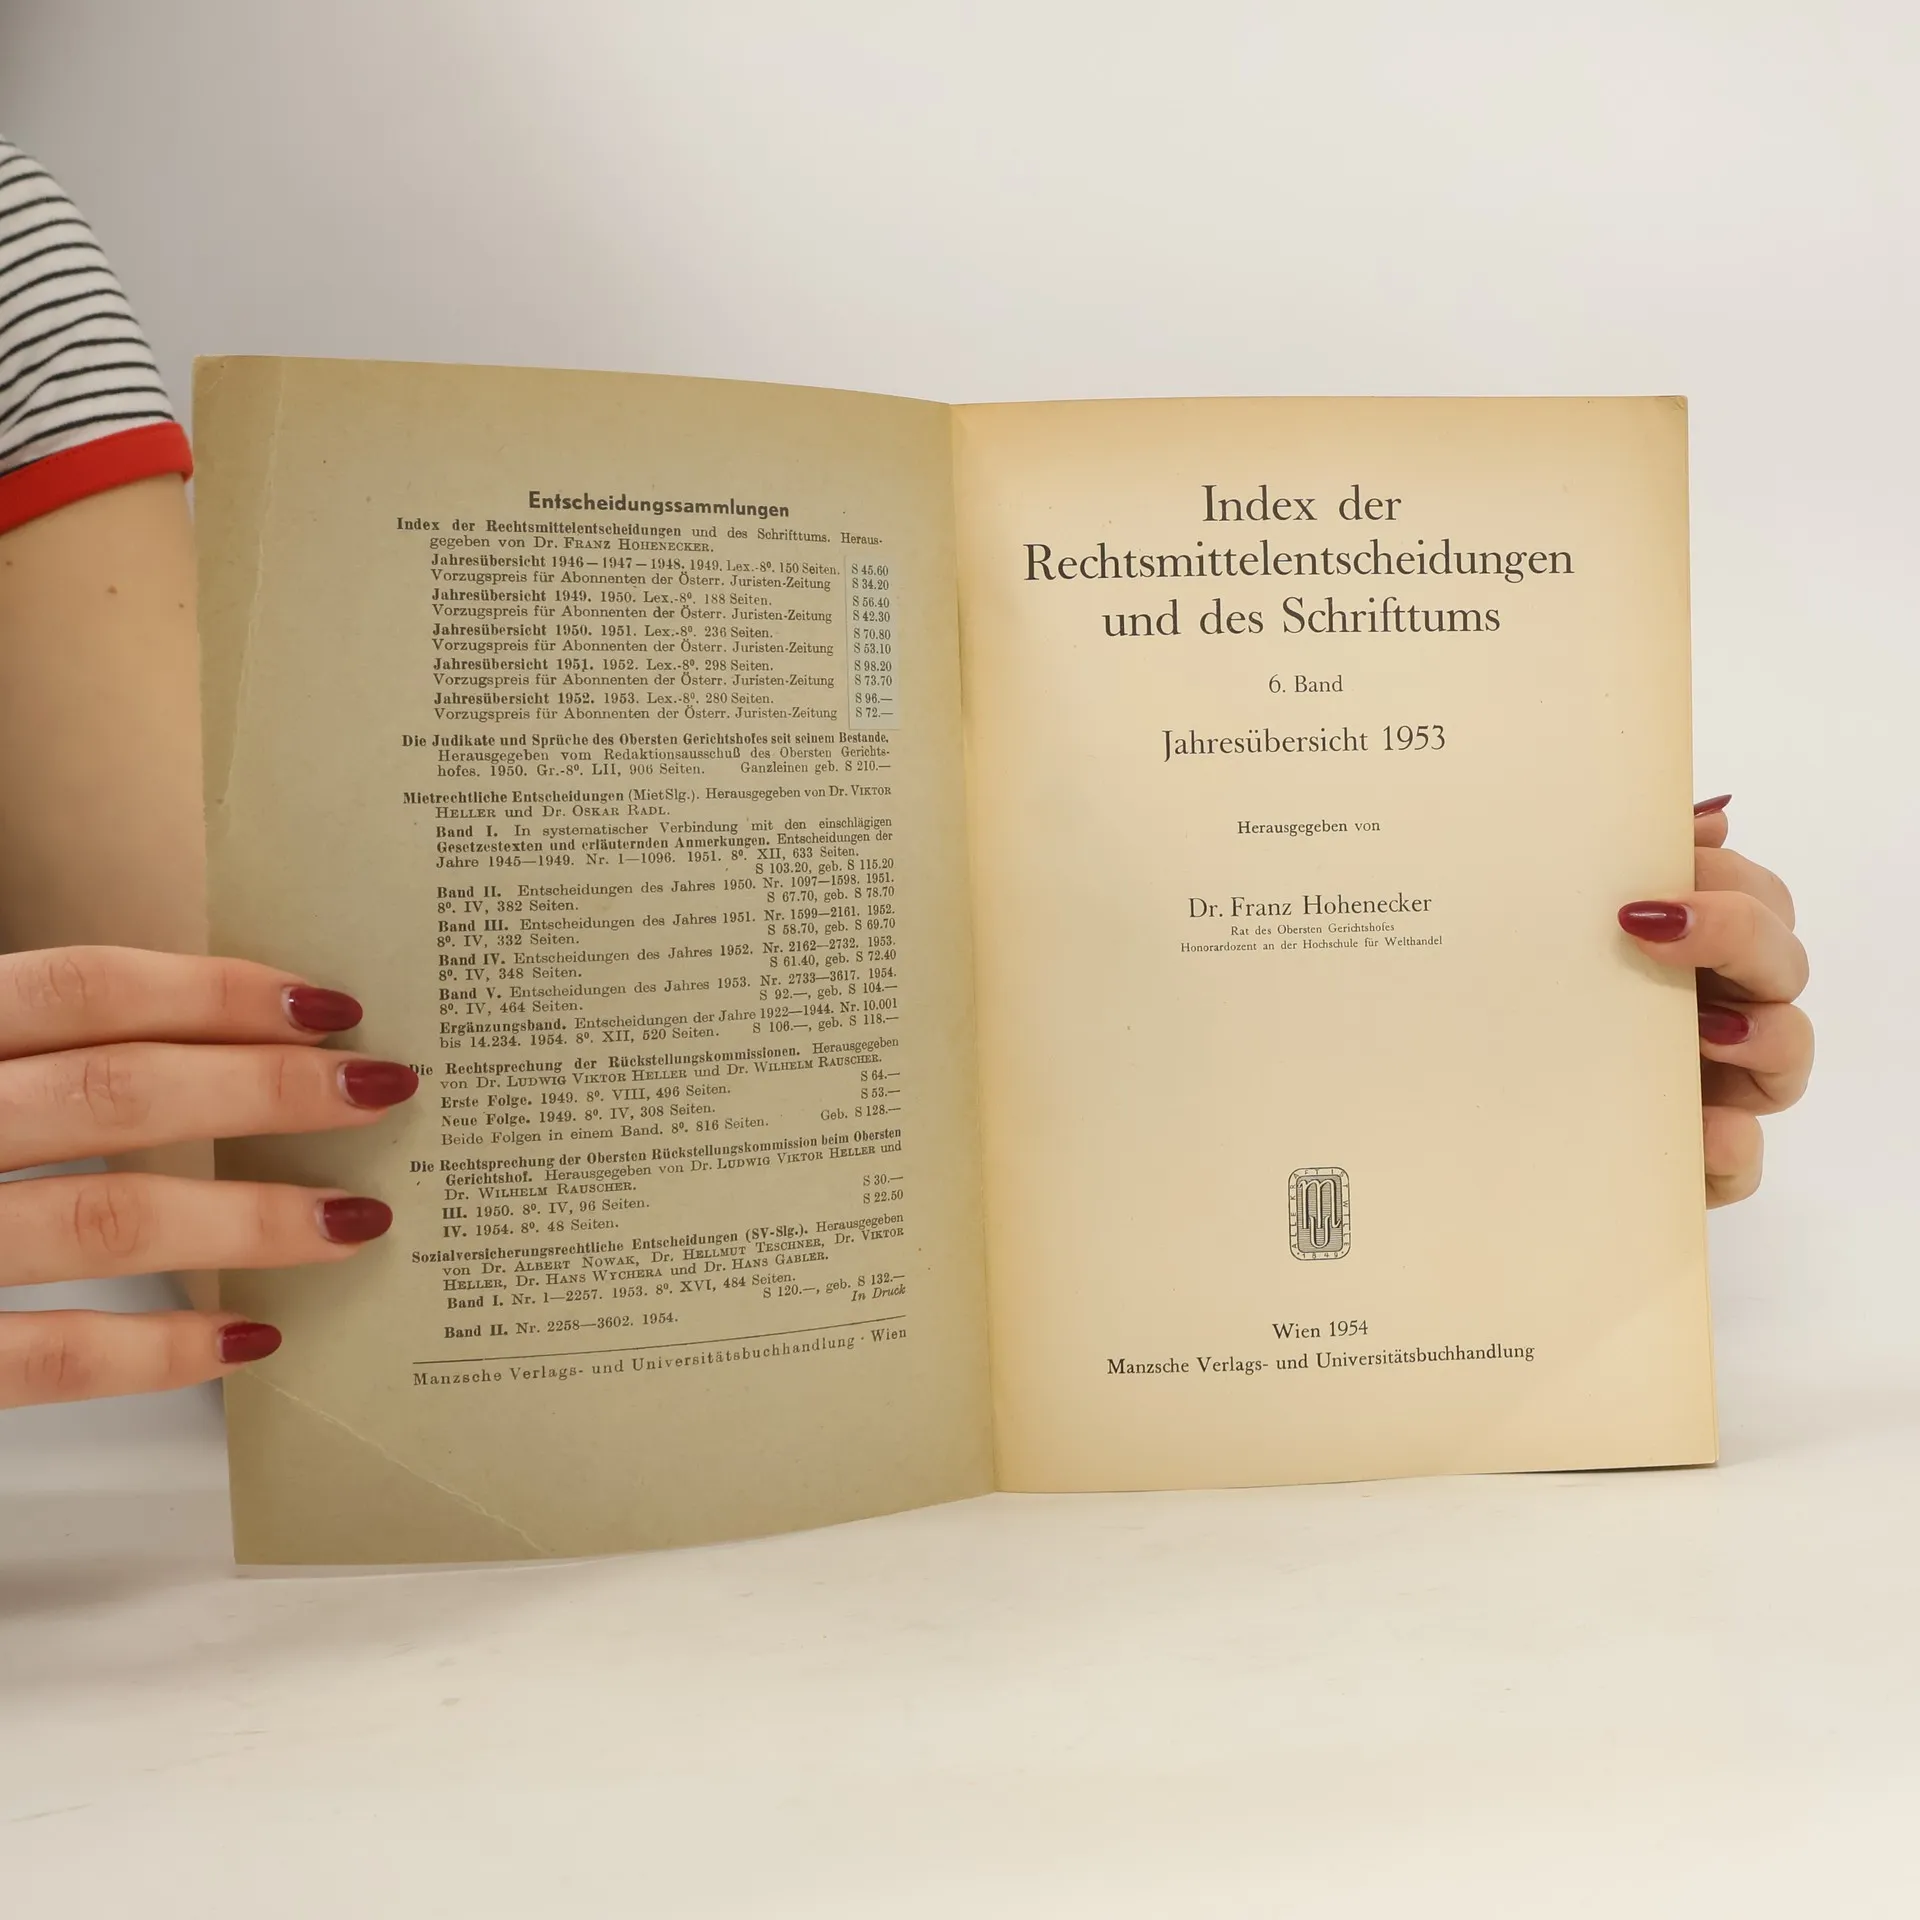 Entscheidungssammlungen
Index der Rechtsmittelentscheidungen und des Schrifttums. Heraus-
gegeben von Dr. FRANZ HOHENECKER.
Jahresübersicht 1946—1947—1948. 1949. Lex.-8⁰. 150 Seiten. S 45.60
Vorzugspreis für Abonnenten der Österr. Juristen-Zeitung S 34.20
Jahresübersicht 1949. 1950. Lex.-8⁰. 188 Seiten. S 56.40
Vorzugspreis für Abonnenten der Österr. Juristen-Zeitung S 42.30
Jahresübersicht 1950. 1951. Lex.-8⁰. 236 Seiten. S 70.80
Vorzugspreis für Abonnenten der Österr. Juristen-Zeitung S 53.10
Jahresübersicht 1951. 1952. Lex.-8⁰. 298 Seiten. S 98.20
Vorzugspreis für Abonnenten der Österr. Juristen-Zeitung S 73.70
Jahresübersicht 1952. 1953. Lex.-8⁰. 280 Seiten. S 96.—
Vorzugspreis für Abonnenten der Österr. Juristen-Zeitung S 72.—
Die Judikate und Sprüche des Obersten Gerichtshofes seit seinem Bestande.
Herausgegeben vom Redaktionsausschuß des Obersten Gerichts-
hofes. 1950. Gr.-8⁰. LII, 906 Seiten. Ganzleinen geb. S 210.—
Mietrechtliche Entscheidungen (MietSlg.). Herausgegeben von Dr. VIKTOR
HELLER und Dr. OSKAR RADL.
Band I. In systematischer Verbindung mit den einschlägigen
Gesetzestexten und erläuternden Anmerkungen. Entscheidungen der
Jahre 1945—1949. Nr. 1—1096. 1951. 8⁰. XII, 633 Seiten.
S 103.20, geb. S 115.20
Band II. Entscheidungen des Jahres 1950. Nr. 1097—1598. 1951.
8⁰. IV, 382 Seiten. S 67.70, geb. S 78.70
Band III. Entscheidungen des Jahres 1951. Nr. 1599—2161. 1952.
8⁰. IV, 332 Seiten. S 58.70, geb. S 69.70
Band IV. Entscheidungen des Jahres 1952. Nr. 2162—2732. 1953.
8⁰. IV, 348 Seiten. S 61.40, geb. S 72.40
Band V. Entscheidungen des Jahres 1953. Nr. 2733—3617. 1954.
8⁰. IV, 464 Seiten. S 92.—, geb. S 104.—
Ergänzungsband. Entscheidungen der Jahre 1922—1944. Nr. 10.001
bis 14.234. 1954. 8⁰. XII, 520 Seiten. S 106.—, geb. S 118.—
Die Rechtsprechung der Rückstellungskommissionen. Herausgegeben
von Dr. LUDWIG VIKTOR HELLER und Dr. WILHELM RAUSCHER.
Erste Folge. 1949. 8⁰. VIII, 496 Seiten. S 64.—
Neue Folge. 1949. 8⁰. IV, 308 Seiten. S 53.—
Beide Folgen in einem Band. 8⁰. 816 Seiten. Geb. S 128.—
Die Rechtsprechung der Obersten Rückstellungskommission beim Obersten
Gerichtshof. Herausgegeben von Dr. LUDWIG VIKTOR HELLER und
Dr. WILHELM RAUSCHER.
III. 1950. 8⁰. IV, 96 Seiten. S 30.—
IV. 1954. 8⁰. 48 Seiten. S 22.50
Sozialversicherungsrechtliche Entscheidungen (SV-Slg.). Herausgegeben
von Dr. ALBERT NOWAK, Dr. HELLMUT TESCHNER, Dr. VIKTOR
HELLER, Dr. HANS WYCHERA und Dr. HANS GABLER.
Band I. Nr. 1—2257. 1953. 8⁰. XVI, 484 Seiten.
S 120.—, geb. S 132.—
Band II. Nr. 2258—3602. 1954. In Druck
Manzsche Verlags- und Universitätsbuchhandlung · Wien
Index der
Rechtsmittelentscheidungen
und des Schrifttums
6. Band
Jahresübersicht 1953
Herausgegeben von
Dr. Franz Hohenecker
Rat des Obersten Gerichtshofes
Honorardozent an der Hochschule für Welthandel
ALLE KRAFT IST WILLE
1849
Wien 1954
Manzsche Verlags- und Universitätsbuchhandlung